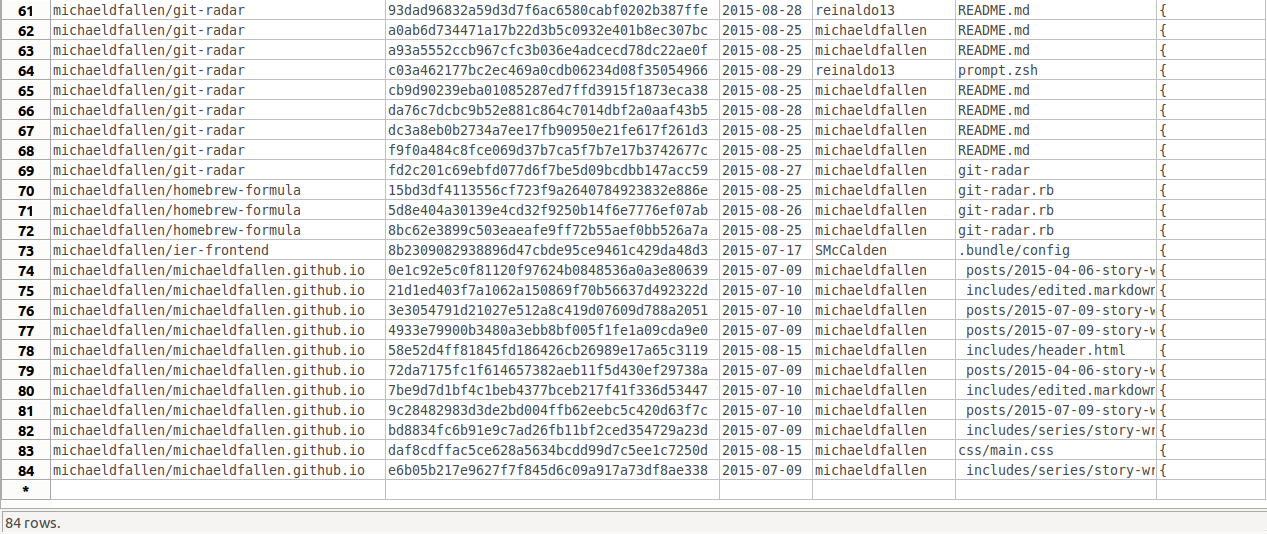 61 michaeldfallen/git-radar 93dad96832a59d3d7f6ac6580cabf0202b387ffe 2015-08-28 reinaldo13 README.md {
62 michaeldfallen/git-radar a0ab6d734471a17b22d3b5c0932e401b8ec307bc 2015-08-25 michaeldfallen README.md {
63 michaeldfallen/git-radar a93a5552ccb967cfc3b036e4adcecd78dc22ae0f 2015-08-25 michaeldfallen README.md {
64 michaeldfallen/git-radar c03a462177bc2ec469a0cdb06234d08f35054966 2015-08-29 reinaldo13 prompt.zsh {
65 michaeldfallen/git-radar cb9d90239eba01085287ed7ffd3915f1873eca38 2015-08-25 michaeldfallen README.md {
66 michaeldfallen/git-radar da76c7dcbc9b52e881c864c7014dbf2a0aaf43b5 2015-08-28 michaeldfallen README.md {
67 michaeldfallen/git-radar dc3a8eb0b2734a7ee17fb90950e21fe617f261d3 2015-08-25 michaeldfallen README.md {
68 michaeldfallen/git-radar f9f0a484c8fce069d37b7ca5f7b7e17b3742677c 2015-08-25 michaeldfallen README.md {
69 michaeldfallen/git-radar fd2c201c69ebfd077d6f7be5d09bcdbb147acc59 2015-08-27 michaeldfallen git-radar {
70 michaeldfallen/homebrew-formula 15bd3df4113556cf723f9a2640784923832e886e 2015-08-25 michaeldfallen git-radar.rb {
71 michaeldfallen/homebrew-formula 5d8e404a30139e4cd32f9250b14f6e7776ef07ab 2015-08-26 michaeldfallen git-radar.rb {
72 michaeldfallen/homebrew-formula 8bc62e3899c503eaeafe9ff72b55aef0bb526a7a 2015-08-25 michaeldfallen git-radar.rb {
73 michaeldfallen/ier-frontend 8b2309082938896d47cbde95ce9461c429da48d3 2015-07-17 SMcCalden .bundle/config {
74 michaeldfallen/michaeldfallen.github.io 0e1c92e5c0f81120f97624b0848536a0a3e80639 2015-07-09 michaeldfallen posts/2015-04-06-story-w {
75 michaeldfallen/michaeldfallen.github.io 21d1ed403f7a1062a150869f70b56637d492322d 2015-07-10 michaeldfallen includes/edited.markdown {
76 michaeldfallen/michaeldfallen.github.io 3e3054791d21027e512a8c419d07609d788a2051 2015-07-10 michaeldfallen posts/2015-07-09-story-w {
77 michaeldfallen/michaeldfallen.github.io 4933e79900b3480a3ebb8bf005f1fe1a09cda9e0 2015-07-09 michaeldfallen posts/2015-07-09-story-w {
78 michaeldfallen/michaeldfallen.github.io 58e52d4ff81845fd186426cb26989e17a65c3119 2015-08-15 michaeldfallen includes/header.html {
79 michaeldfallen/michaeldfallen.github.io 72da7175fc1f614657382aeb11f5d430ef29738a 2015-07-09 michaeldfallen posts/2015-04-06-story-w {
80 michaeldfallen/michaeldfallen.github.io 7be9d7d1bf4c1beb4377bceb217f41f336d53447 2015-07-10 michaeldfallen includes/edited.markdown {
81 michaeldfallen/michaeldfallen.github.io 9c28482983d3de2bd004ffb62eebc5c420d63f7c 2015-07-10 michaeldfallen posts/2015-07-09-story-w {
82 michaeldfallen/michaeldfallen.github.io bd8834fc6b91e9c7ad26fb11bf2ced354729a23d 2015-07-09 michaeldfallen includes/series/story-wr {
83 michaeldfallen/michaeldfallen.github.io daf8cdffac5ce628a5634bcdd99d7c5ee1c7250d 2015-08-15 michaeldfallen css/main.css {
84 michaeldfallen/michaeldfallen.github.io e6b05b217e9627f7f845d6c09a917a73df8ae338 2015-07-09 michaeldfallen includes/series/story-wr {
*
84 rows.